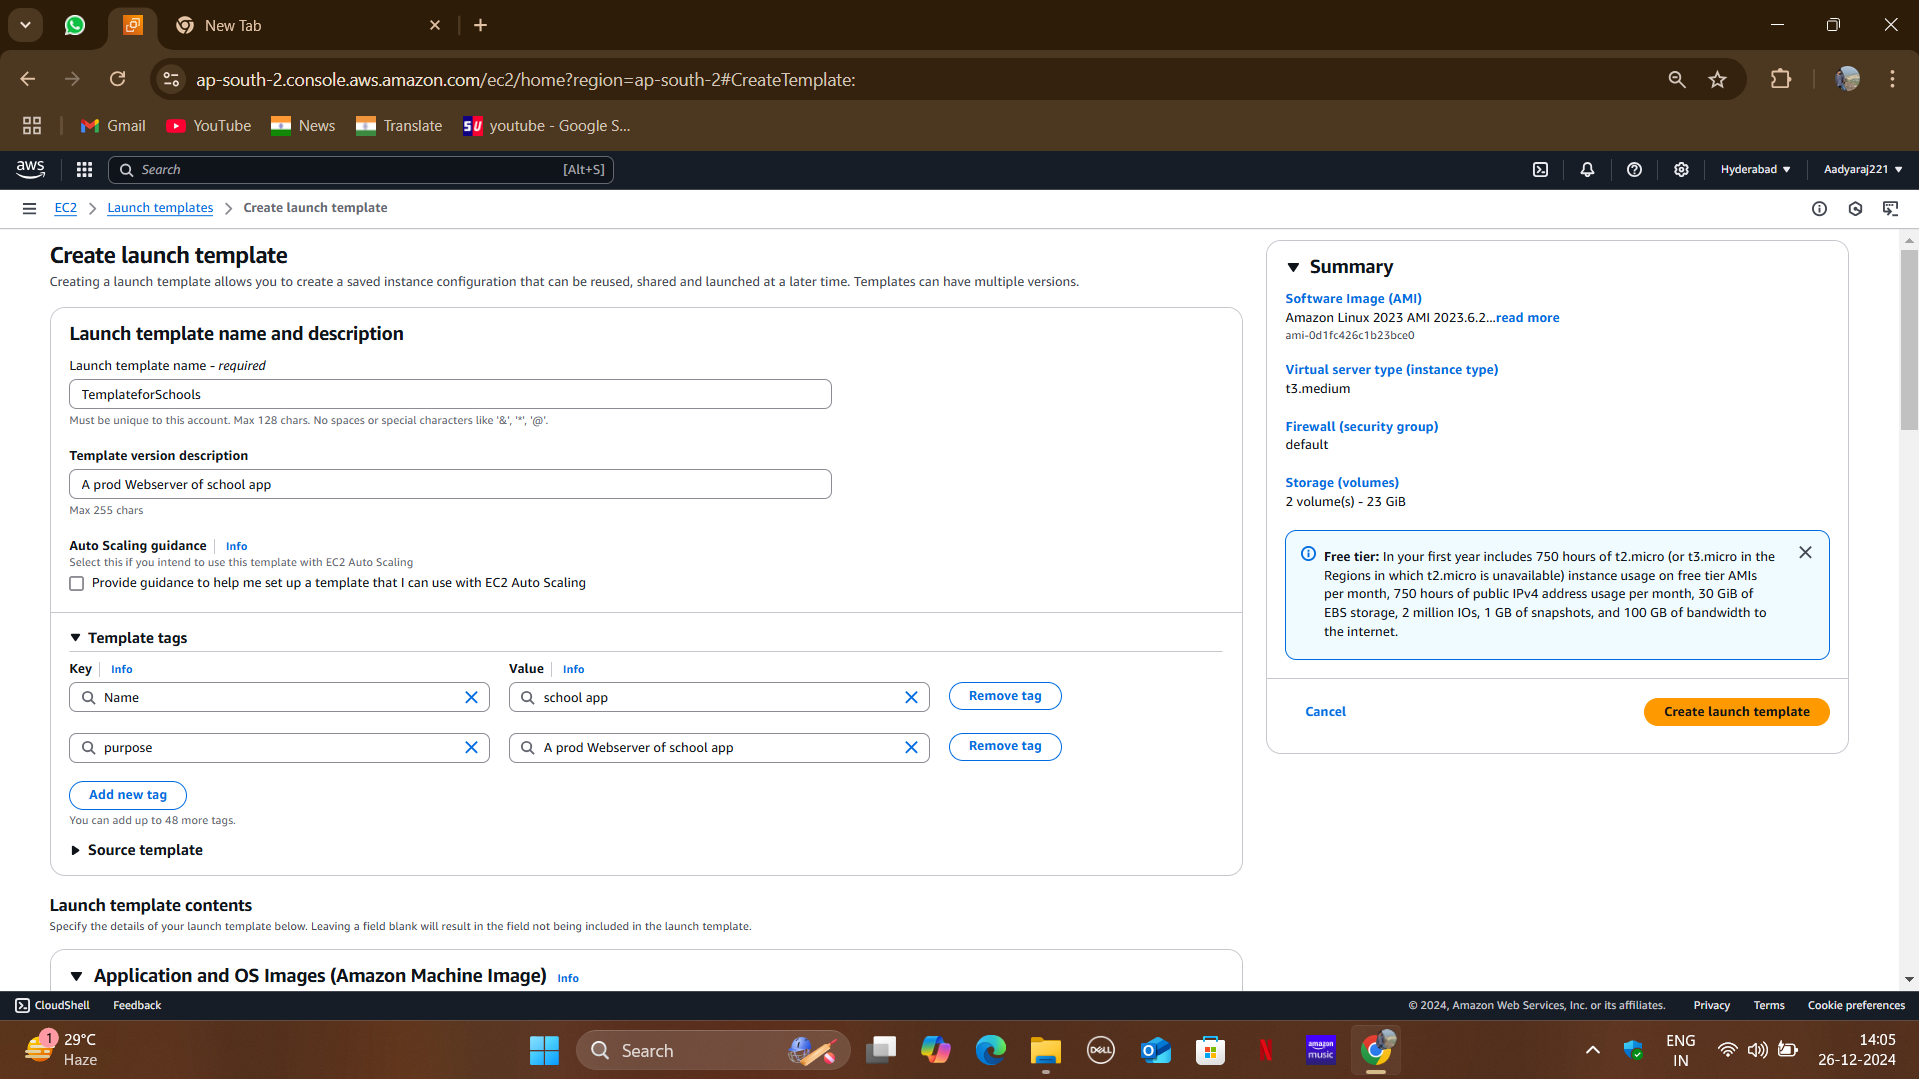 New Tab
ap-south-2.console.aws.amazon.com/ec2/home?region=ap-south-2#CreateTemplate:
Gmail YouTube News Translate SU youtube - Google S...
aws Search [Alt+S] Hyderabad Aadyaraj221
EC2 Launch templates Create launch template
Create launch template
Creating a launch template allows you to create a saved instance configuration that can be reused, shared and launched at a later time. Templates can have multiple versions.
Launch template name and description
Launch template name - required
TemplateforSchools
Must be unique to this account. Max 128 chars. No spaces or special characters like '&', '*', '@'.
Template version description
A prod Webserver of school app
Max 255 chars
Auto Scaling guidance Info
Select this if you intend to use this template with EC2 Auto Scaling
Provide guidance to help me set up a template that I can use with EC2 Auto Scaling
Template tags
Key Info Value Info
Name school app Remove tag
purpose A prod Webserver of school app Remove tag
Add new tag
You can add up to 48 more tags.
Source template
Launch template contents
Specify the details of your launch template below. Leaving a field blank will result in the field not being included in the launch template.
Application and OS Images (Amazon Machine Image) Info
Summary
Software Image (AMI)
Amazon Linux 2023 AMI 2023.6.2...read more
ami-0d1fc426c1b23bce0
Virtual server type (instance type)
t3.medium
Firewall (security group)
default
Storage (volumes)
2 volume(s) - 23 GiB
Free tier: In your first year includes 750 hours of t2.micro (or t3.micro in the
Regions in which t2.micro is unavailable) instance usage on free tier AMIs
per month, 750 hours of public IPv4 address usage per month, 30 GiB of
EBS storage, 2 million IOs, 1 GB of snapshots, and 100 GB of bandwidth to
the internet.
Cancel Create launch template
CloudShell Feedback © 2024, Amazon Web Services, Inc. or its affiliates. Privacy Terms Cookie preferences
1 29°C
Haze
Search
DELL
amazon
music
ENG
IN
14:05
26-12-2024